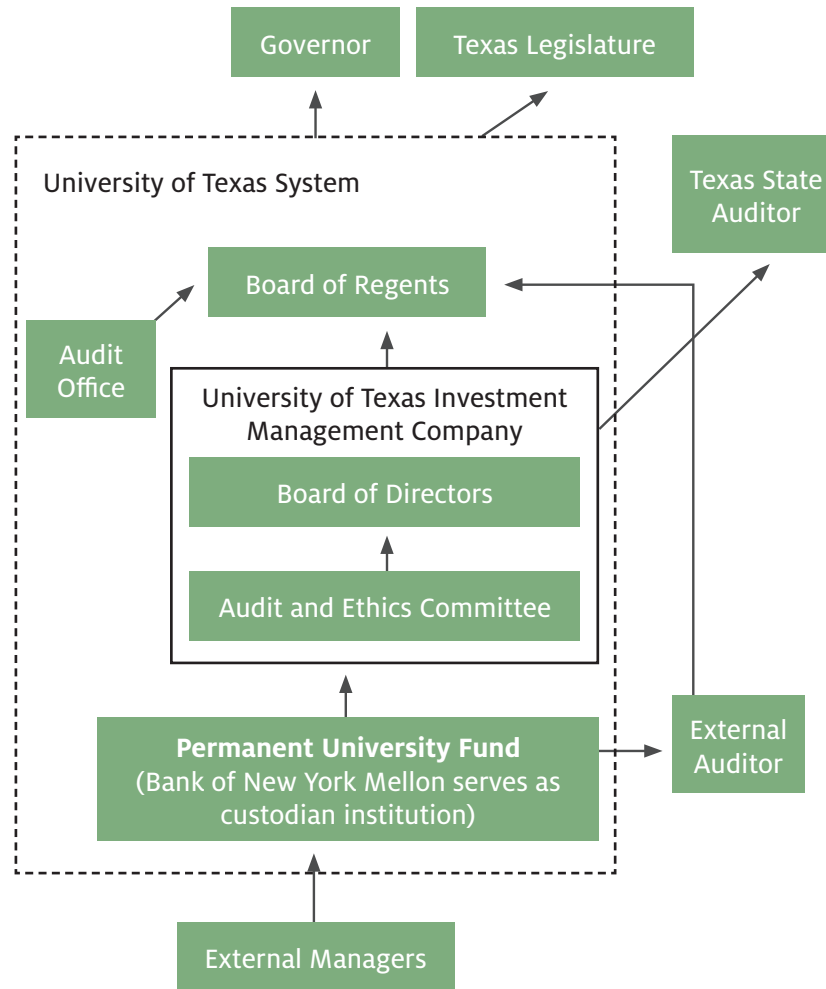 Governor
Texas Legislature
University of Texas System
Texas State
Auditor
Board of Regents
Audit
Office
University of Texas Investment
Management Company
Board of Directors
Audit and Ethics Committee
Permanent University Fund
(Bank of New York Mellon serves as
custodian institution)
External
Auditor
External Managers